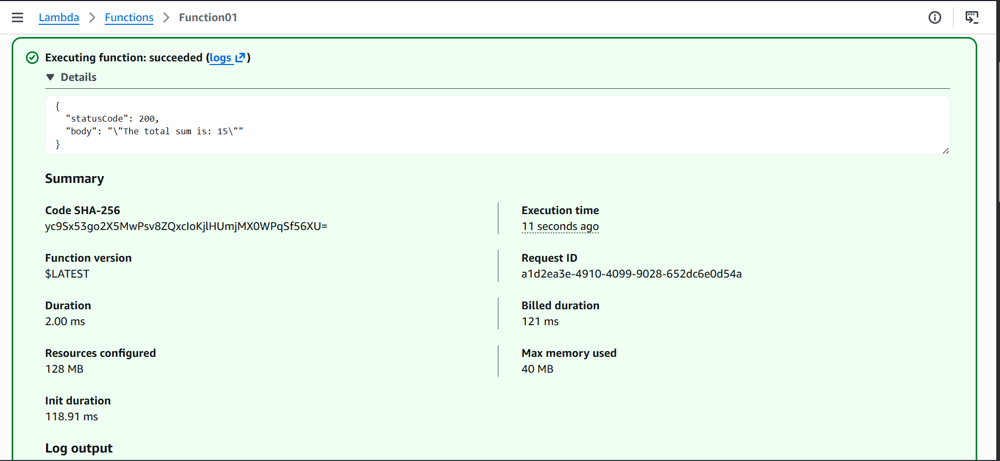 Lambda > Functions > Function01
Executing function: succeeded (logs)
Details
{
  "statusCode": 200,
  "body": "\"The total sum is: 15\""
}
Summary
Code SHA-256
yc9Sx53go2X5MwPsv8ZQxcIoKjlHUmjMX0WPqSf56XU=
Execution time
11 seconds ago
Function version
$LATEST
Request ID
a1d2ea3e-4910-4099-9028-652dc6e0d54a
Duration
2.00 ms
Billed duration
121 ms
Resources configured
128 MB
Max memory used
40 MB
Init duration
118.91 ms
Log output